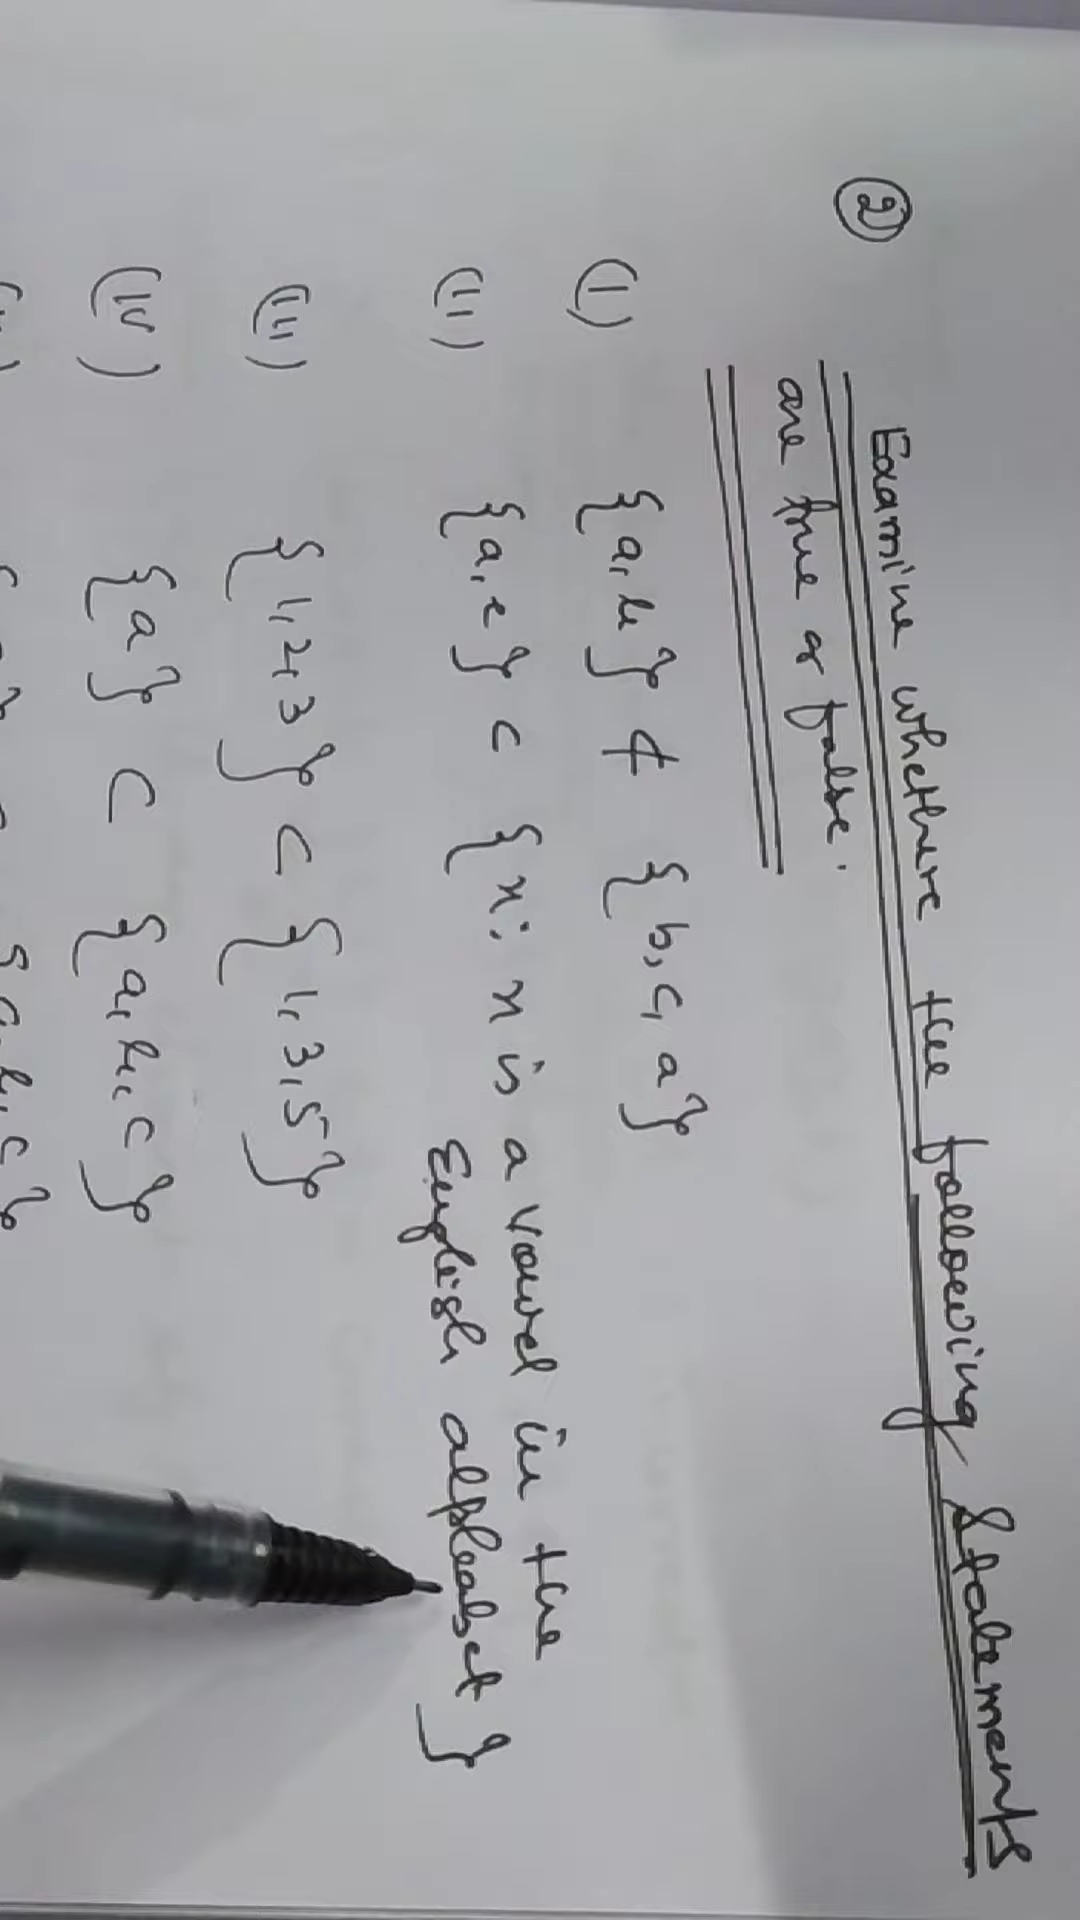 ② Examine whethere the following Statements
are true or false.
(i) {a, b} ⊄ {b, c, a}
(ii) {a, e} ⊂ {x: x is a vowel in the
English alphabet}
(iii) {1, 2, 3} ⊂ {1, 3, 5}
(iv) {a} ⊂ {a, b, c}